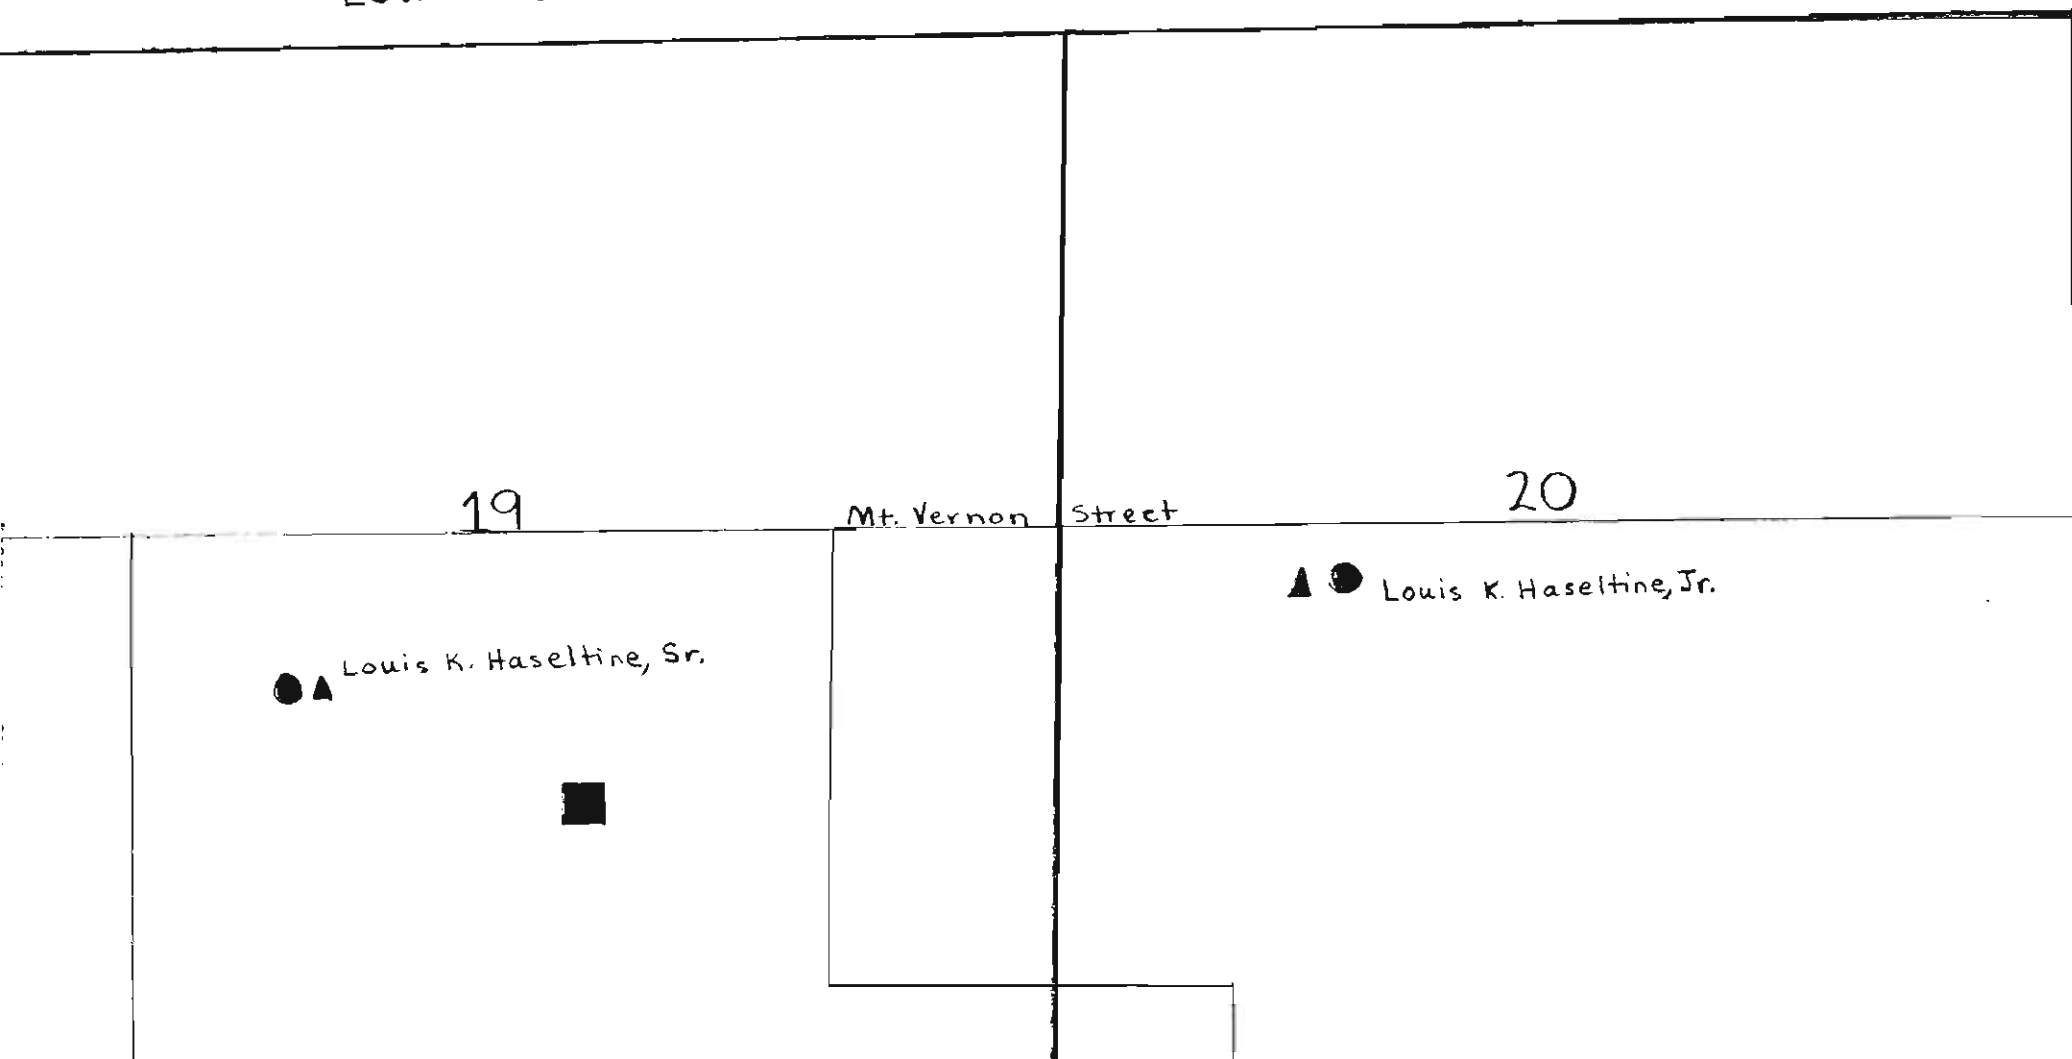 19
20
Mt. Vernon Street
Louis K. Haseltine, Jr.
Louis K. Haseltine, Sr.